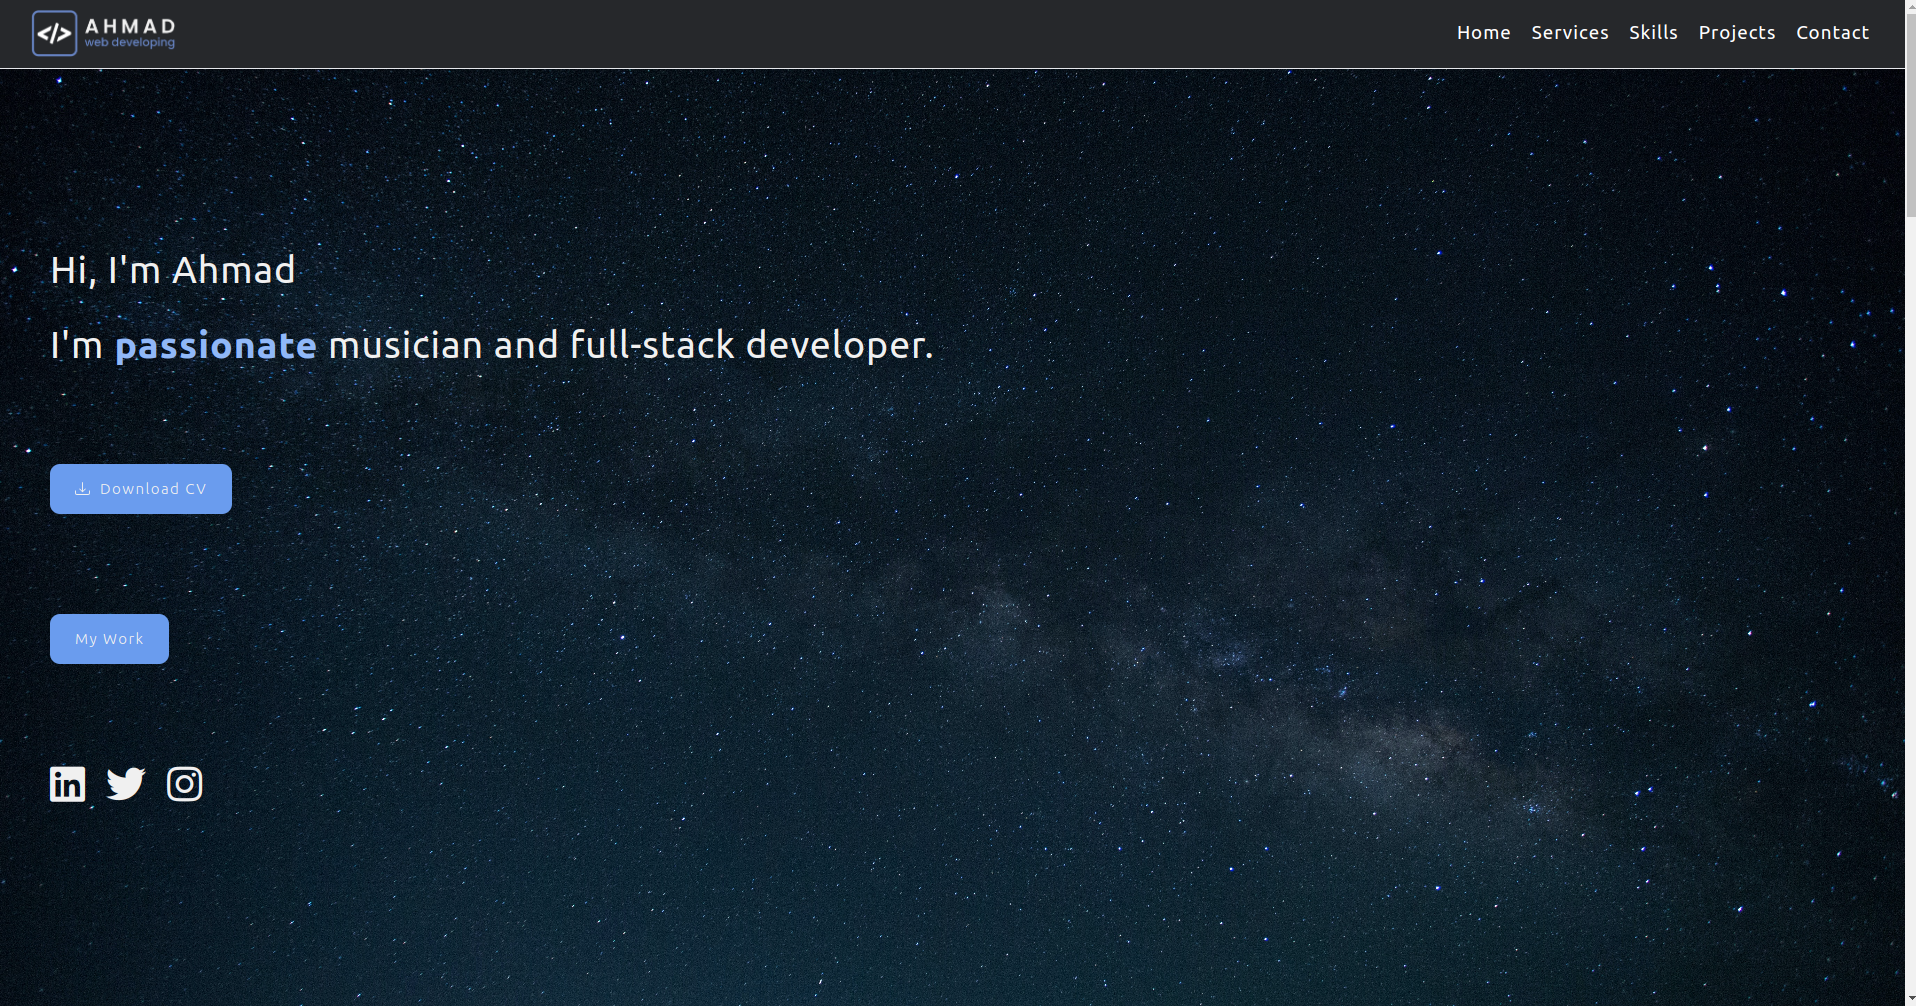 </> AHMAD
web developing
Home Services Skills Projects Contact
Hi, I'm Ahmad
I'm passionate musician and full-stack developer.
Download CV
My Work
in